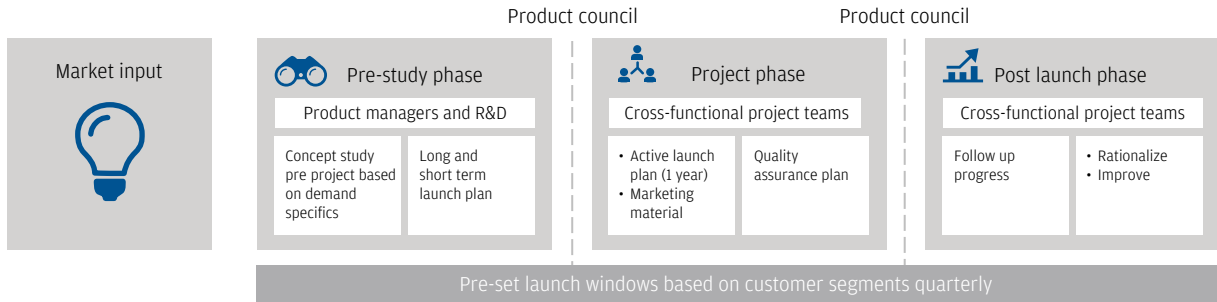 Product council
Product council
Market input
Pre-study phase
Product managers and R&D
Concept study
pre project based
on demand
specifics
Long and
short term
launch plan
Project phase
Cross-functional project teams
• Active launch
plan (1 year)
• Marketing
material
Quality
assurance plan
Post launch phase
Cross-functional project teams
Follow up
progress
• Rationalize
• Improve
Pre-set launch windows based on customer segments quarterly